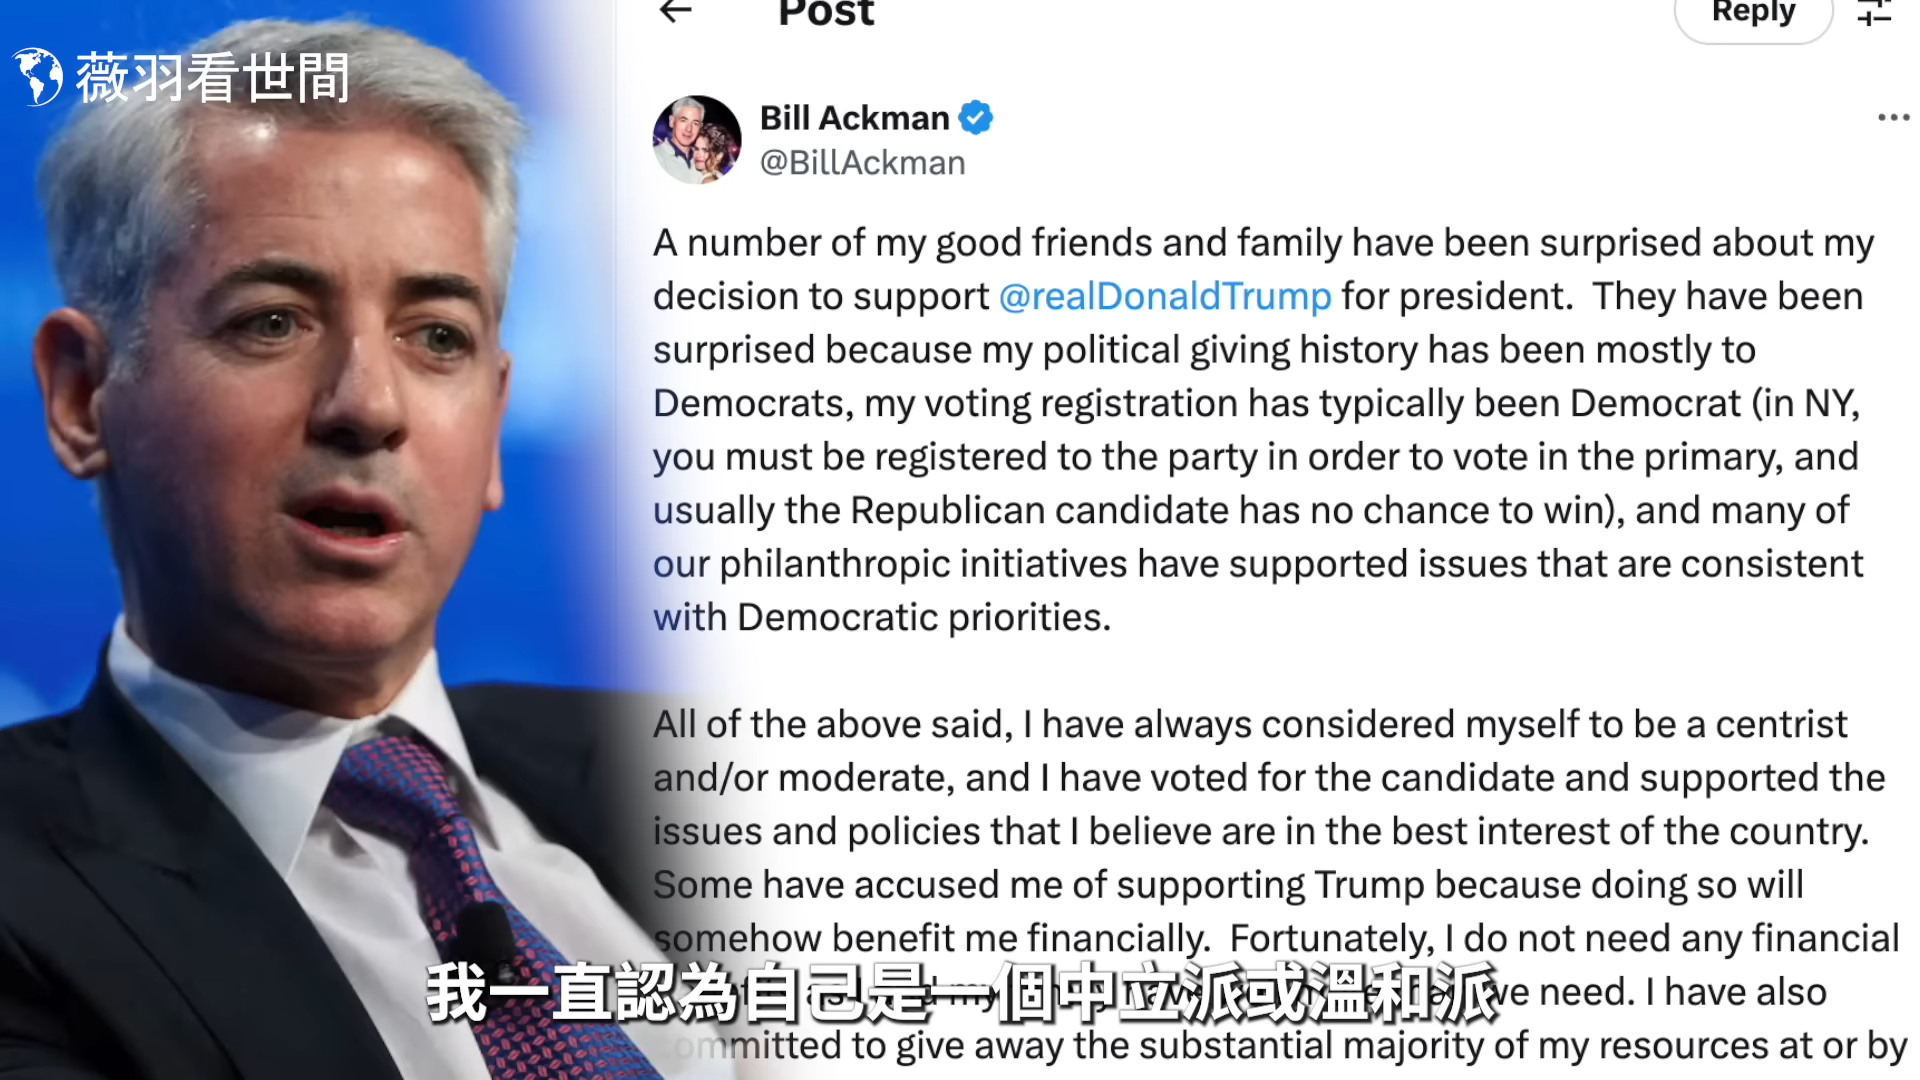 薇羽看世間
Post
Reply
Bill Ackman
@BillAckman
A number of my good friends and family have been surprised about my
decision to support @realDonaldTrump for president. They have been
surprised because my political giving history has been mostly to
Democrats, my voting registration has typically been Democrat (in NY,
you must be registered to the party in order to vote in the primary, and
usually the Republican candidate has no chance to win), and many of
our philanthropic initiatives have supported issues that are consistent
with Democratic priorities.
All of the above said, I have always considered myself to be a centrist
and/or moderate, and I have voted for the candidate and supported the
issues and policies that I believe are in the best interest of the country.
Some have accused me of supporting Trump because doing so will
somehow benefit me financially. Fortunately, I do not need any financial
we need. I have also
我一直認為自己是一個中立派或溫和派
committed to give away the substantial majority of my resources at or by